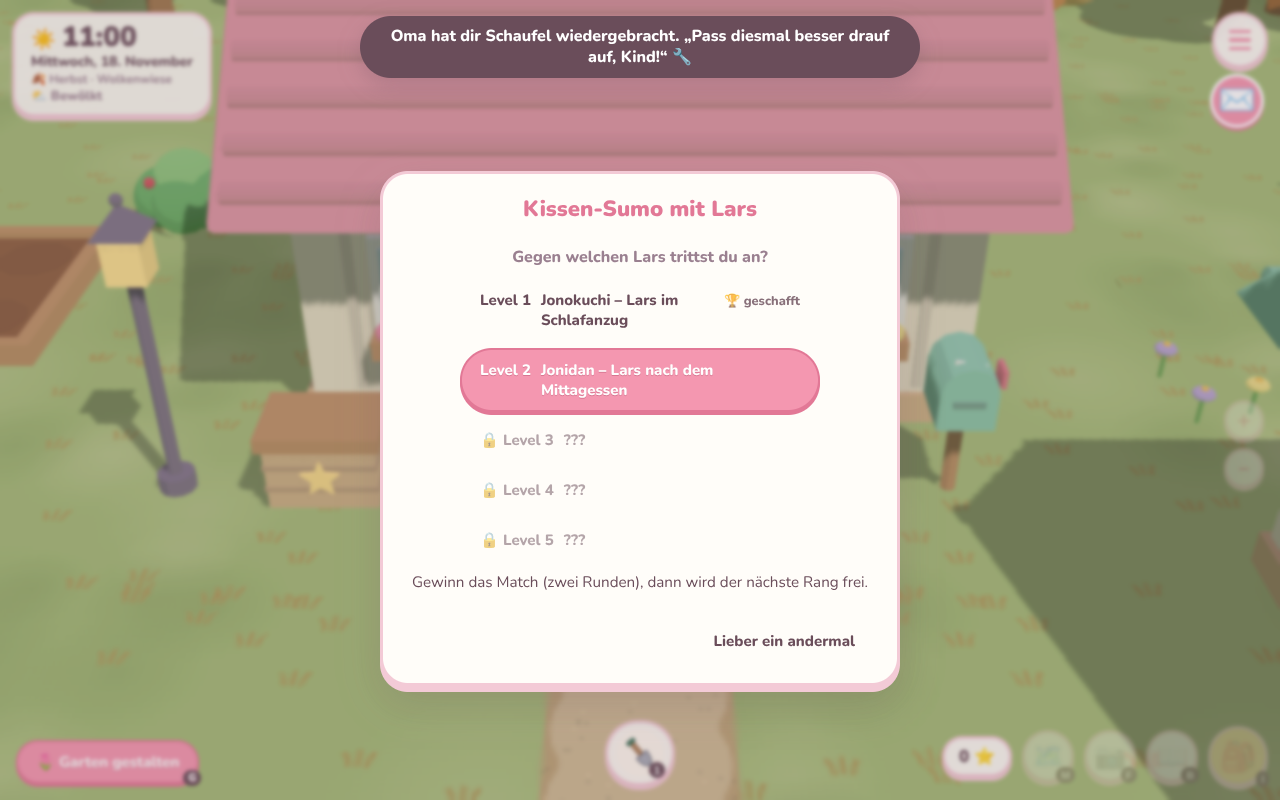 11:00
Mittwoch, 18. November
Herbst · Wolkenwiese
Bewölkt
Oma hat dir Schaufel wiedergebracht. „Pass diesmal besser drauf
auf, Kind!“
Kissen-Sumo mit Lars
Gegen welchen Lars trittst du an?
Level 1 Jonokuchi – Lars im
Schlafanzug
geschafft
Level 2 Jonidan – Lars nach dem
Mittagessen
Level 3 ???
Level 4 ???
Level 5 ???
Gewinn das Match (zwei Runden), dann wird der nächste Rang frei.
Lieber ein andermal
Garten gestalten
0